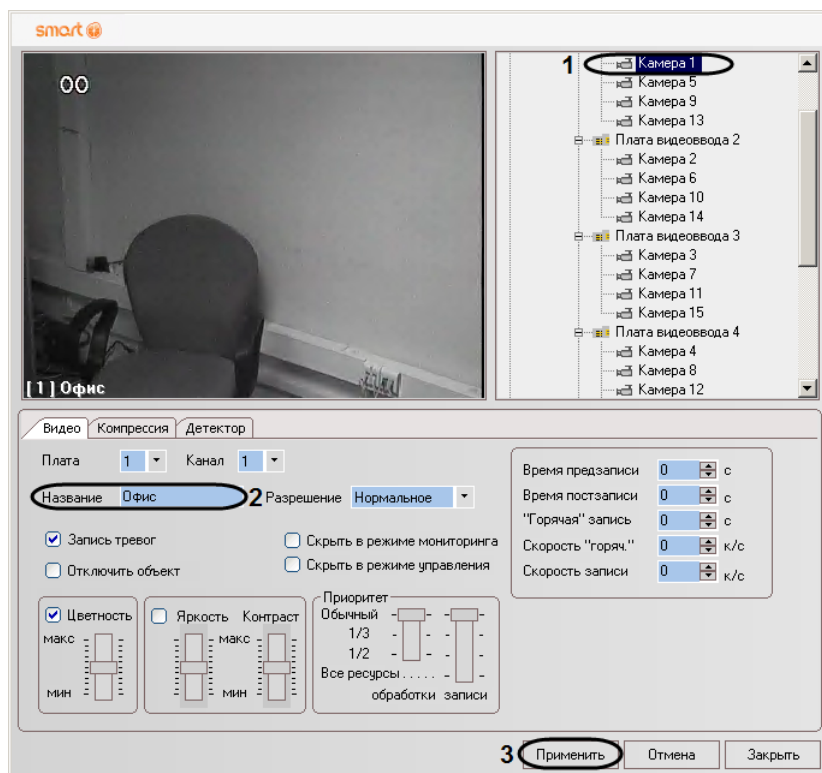 smart
1 Камера 1
Камера 5
Камера 9
Камера 13
Плата видеоввода 2
Камера 2
Камера 6
Камера 10
Камера 14
Плата видеоввода 3
Камера 3
Камера 7
Камера 11
Камера 15
Плата видеоввода 4
Камера 4
Камера 8
Камера 12
00
[1] Офис
Видео Компрессия Детектор
Плата 1 Канал 1
Название Офис 2 Разрешение Нормальное
Запись тревог
Отключить объект
Скрыть в режиме мониторинга
Скрыть в режиме управления
Время предзаписи 0 с
Время постзаписи 0 с
"Горячая" запись 0 с
Скорость "горяч." 0 к/с
Скорость записи 0 к/с
Цветность
макс
мин
Яркость Контраст
макс
мин
Приоритет
Обычный
1/3
1/2
Все ресурсы . . . . .
обработки записи
3 Применить Отмена Закрыть